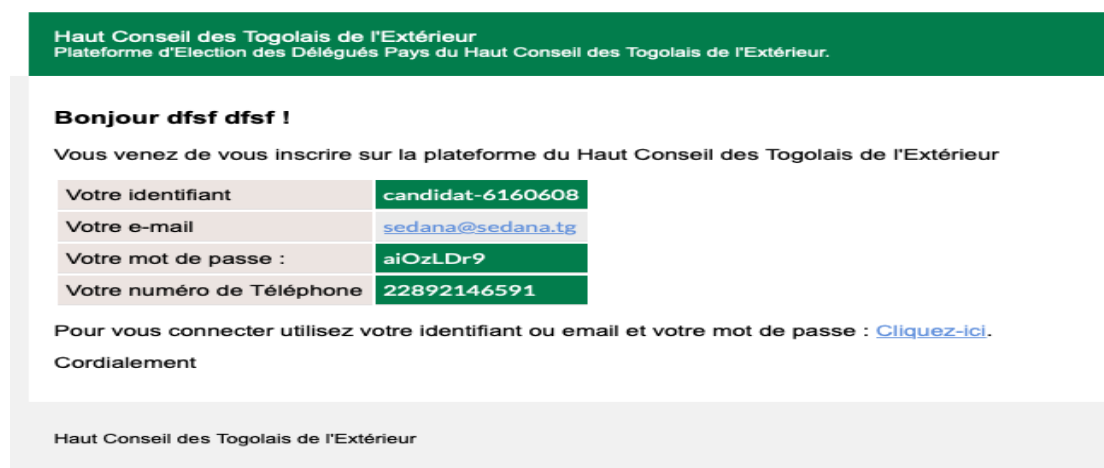 Haut Conseil des Togolais de l'Extérieur
Plateforme d'Election des Délégués Pays du Haut Conseil des Togolais de l'Extérieur.
Bonjour dfsf dfsf !
Vous venez de vous inscrire sur la plateforme du Haut Conseil des Togolais de l'Extérieur
Votre identifiant candidat-6160608
Votre e-mail sedana@sedana.tg
Votre mot de passe : aiOzLDr9
Votre numéro de Téléphone 22892146591
Pour vous connecter utilisez votre identifiant ou email et votre mot de passe : Cliquez-ici.
Cordialement
Haut Conseil des Togolais de l'Extérieur